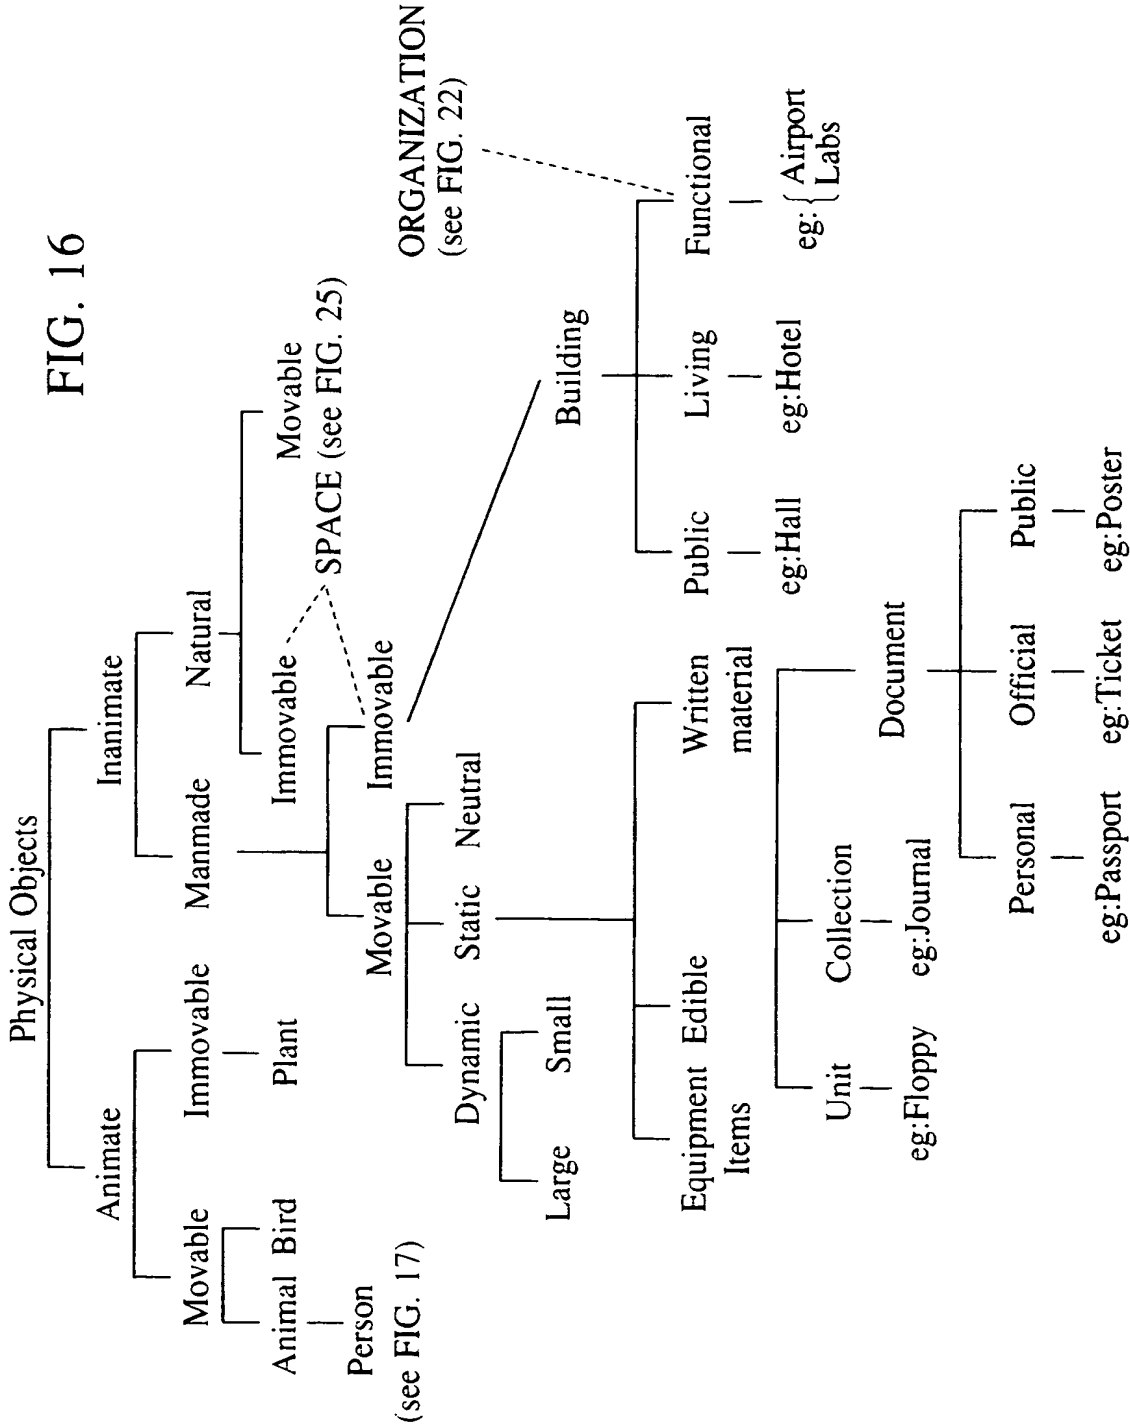 FIG. 16
Physical Objects
Animate
Inanimate
Movable
Immovable
Manmade
Natural
Animal
Bird
Plant
Immovable
Movable
Person
(see FIG. 17)
SPACE (see FIG. 25)
Movable
Immovable
ORGANIZATION
(see FIG. 22)
Dynamic
Static
Neutral
Large
Small
Building
Equipment
Items
Edible
Written
material
Public
Living
Functional
eg:Hall
eg:Hotel
eg: { Airport
Labs
Unit
Collection
Document
eg:Floppy
eg:Journal
Personal
Official
Public
eg:Passport
eg:Ticket
eg:Poster